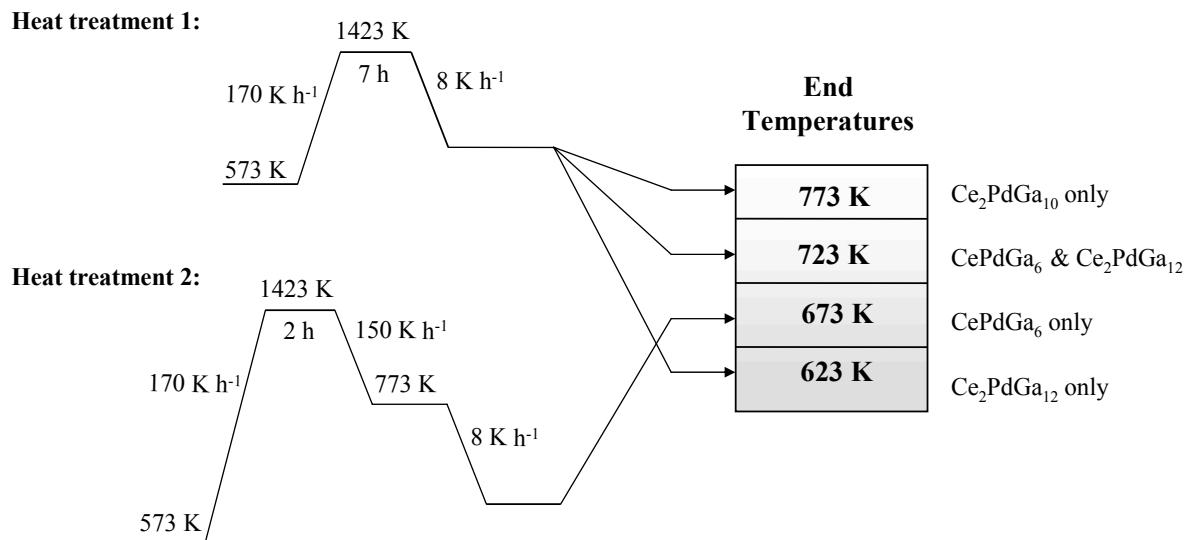 Heat treatment 1:
1423 K
7 h
170 K h⁻¹
8 K h⁻¹
573 K
End
Temperatures
773 K
Ce₂PdGa₁₀ only
723 K
CePdGa₆ & Ce₂PdGa₁₂
673 K
CePdGa₆ only
623 K
Ce₂PdGa₁₂ only
Heat treatment 2:
1423 K
2 h
150 K h⁻¹
170 K h⁻¹
773 K
8 K h⁻¹
573 K